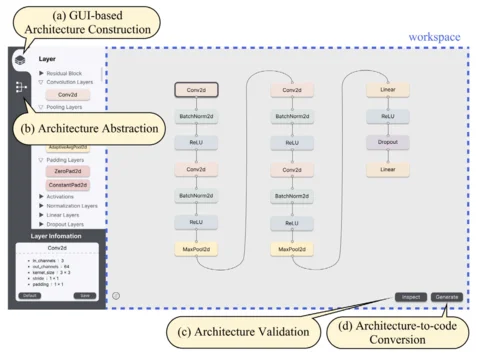 (a) GUI-based
Architecture Construction
workspace
Layer
Residual Block
Convolution Layers
Conv2d
Pooling Layers
(b) Architecture Abstraction
AdaptiveAvgPool2d
Padding Layers
ZeroPad2d
ConstantPad2d
Activations
Normalization Layers
Linear Layers
Dropout Layers
Layer Infomation
Conv2d
in_channels : 3
out_channels : 64
kernel_size : 3 × 3
stride : 1 × 1
padding : 1 × 1
Default
Save
Conv2d
BatchNorm2d
ReLU
Conv2d
BatchNorm2d
ReLU
MaxPool2d
Conv2d
BatchNorm2d
ReLU
Conv2d
BatchNorm2d
ReLU
MaxPool2d
Linear
ReLU
Dropout
Linear
Inspect
Generate
(c) Architecture Validation
(d) Architecture-to-code
Conversion